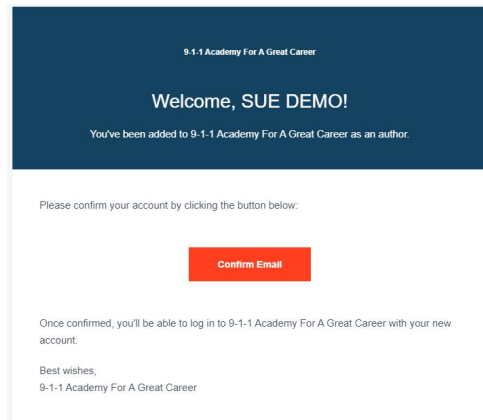 9-1-1 Academy For A Great Career
Welcome, SUE DEMO!
You've been added to 9-1-1 Academy For A Great Career as an author.
Please confirm your account by clicking the button below:
Confirm Email
Once confirmed, you'll be able to log in to 9-1-1 Academy For A Great Career with your new
account.
Best wishes,
9-1-1 Academy For A Great Career